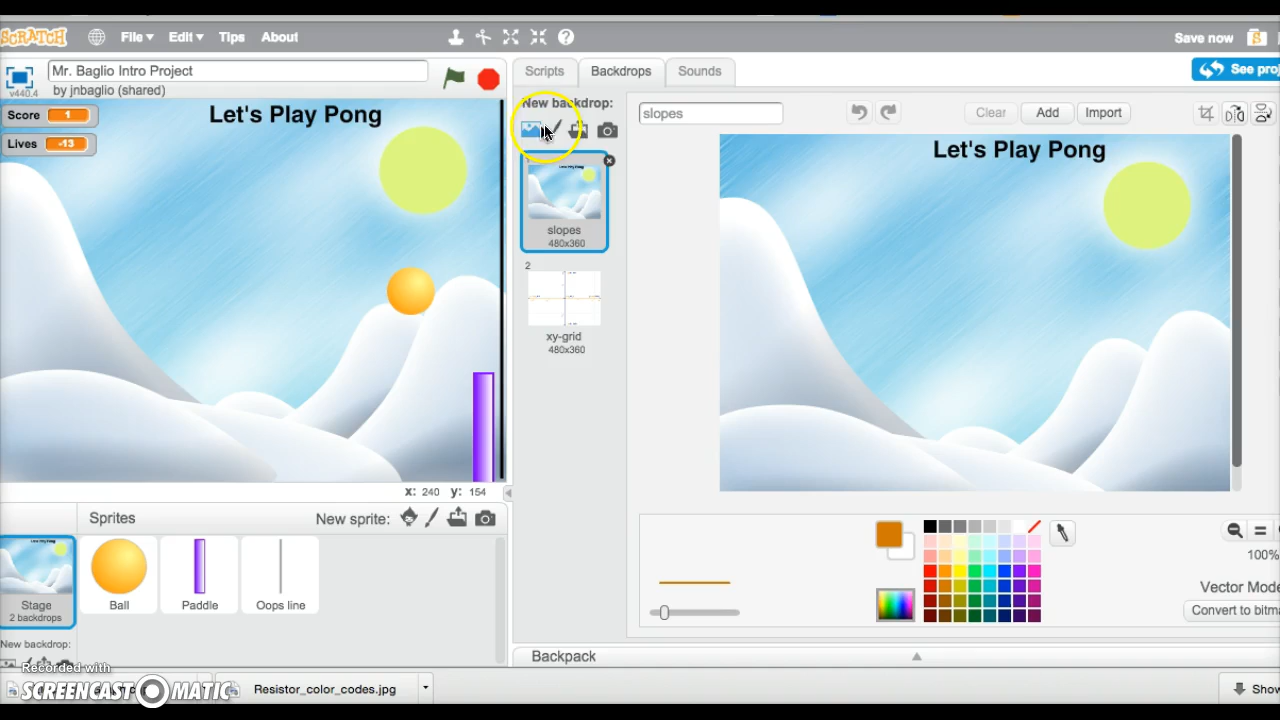 SCRATCH
File ▾ Edit ▾ Tips About
Save now
v440.4
Mr. Baglio Intro Project
by jnbaglio (shared)
Scripts Backdrops Sounds
See proj
Score 1
Lives -13
Let's Play Pong
New backdrop:
1
slopes
480x360
2
xy-grid
480x360
slopes
Clear Add Import
Let's Play Pong
x: 240 y: 154
Sprites New sprite:
Stage
2 backdrops
New backdrop:
Ball
Paddle
Oops line
100%
Vector Mode
Convert to bitma
Backpack
Recorded with
SCREENCAST MATIC
Resistor_color_codes.jpg
Show